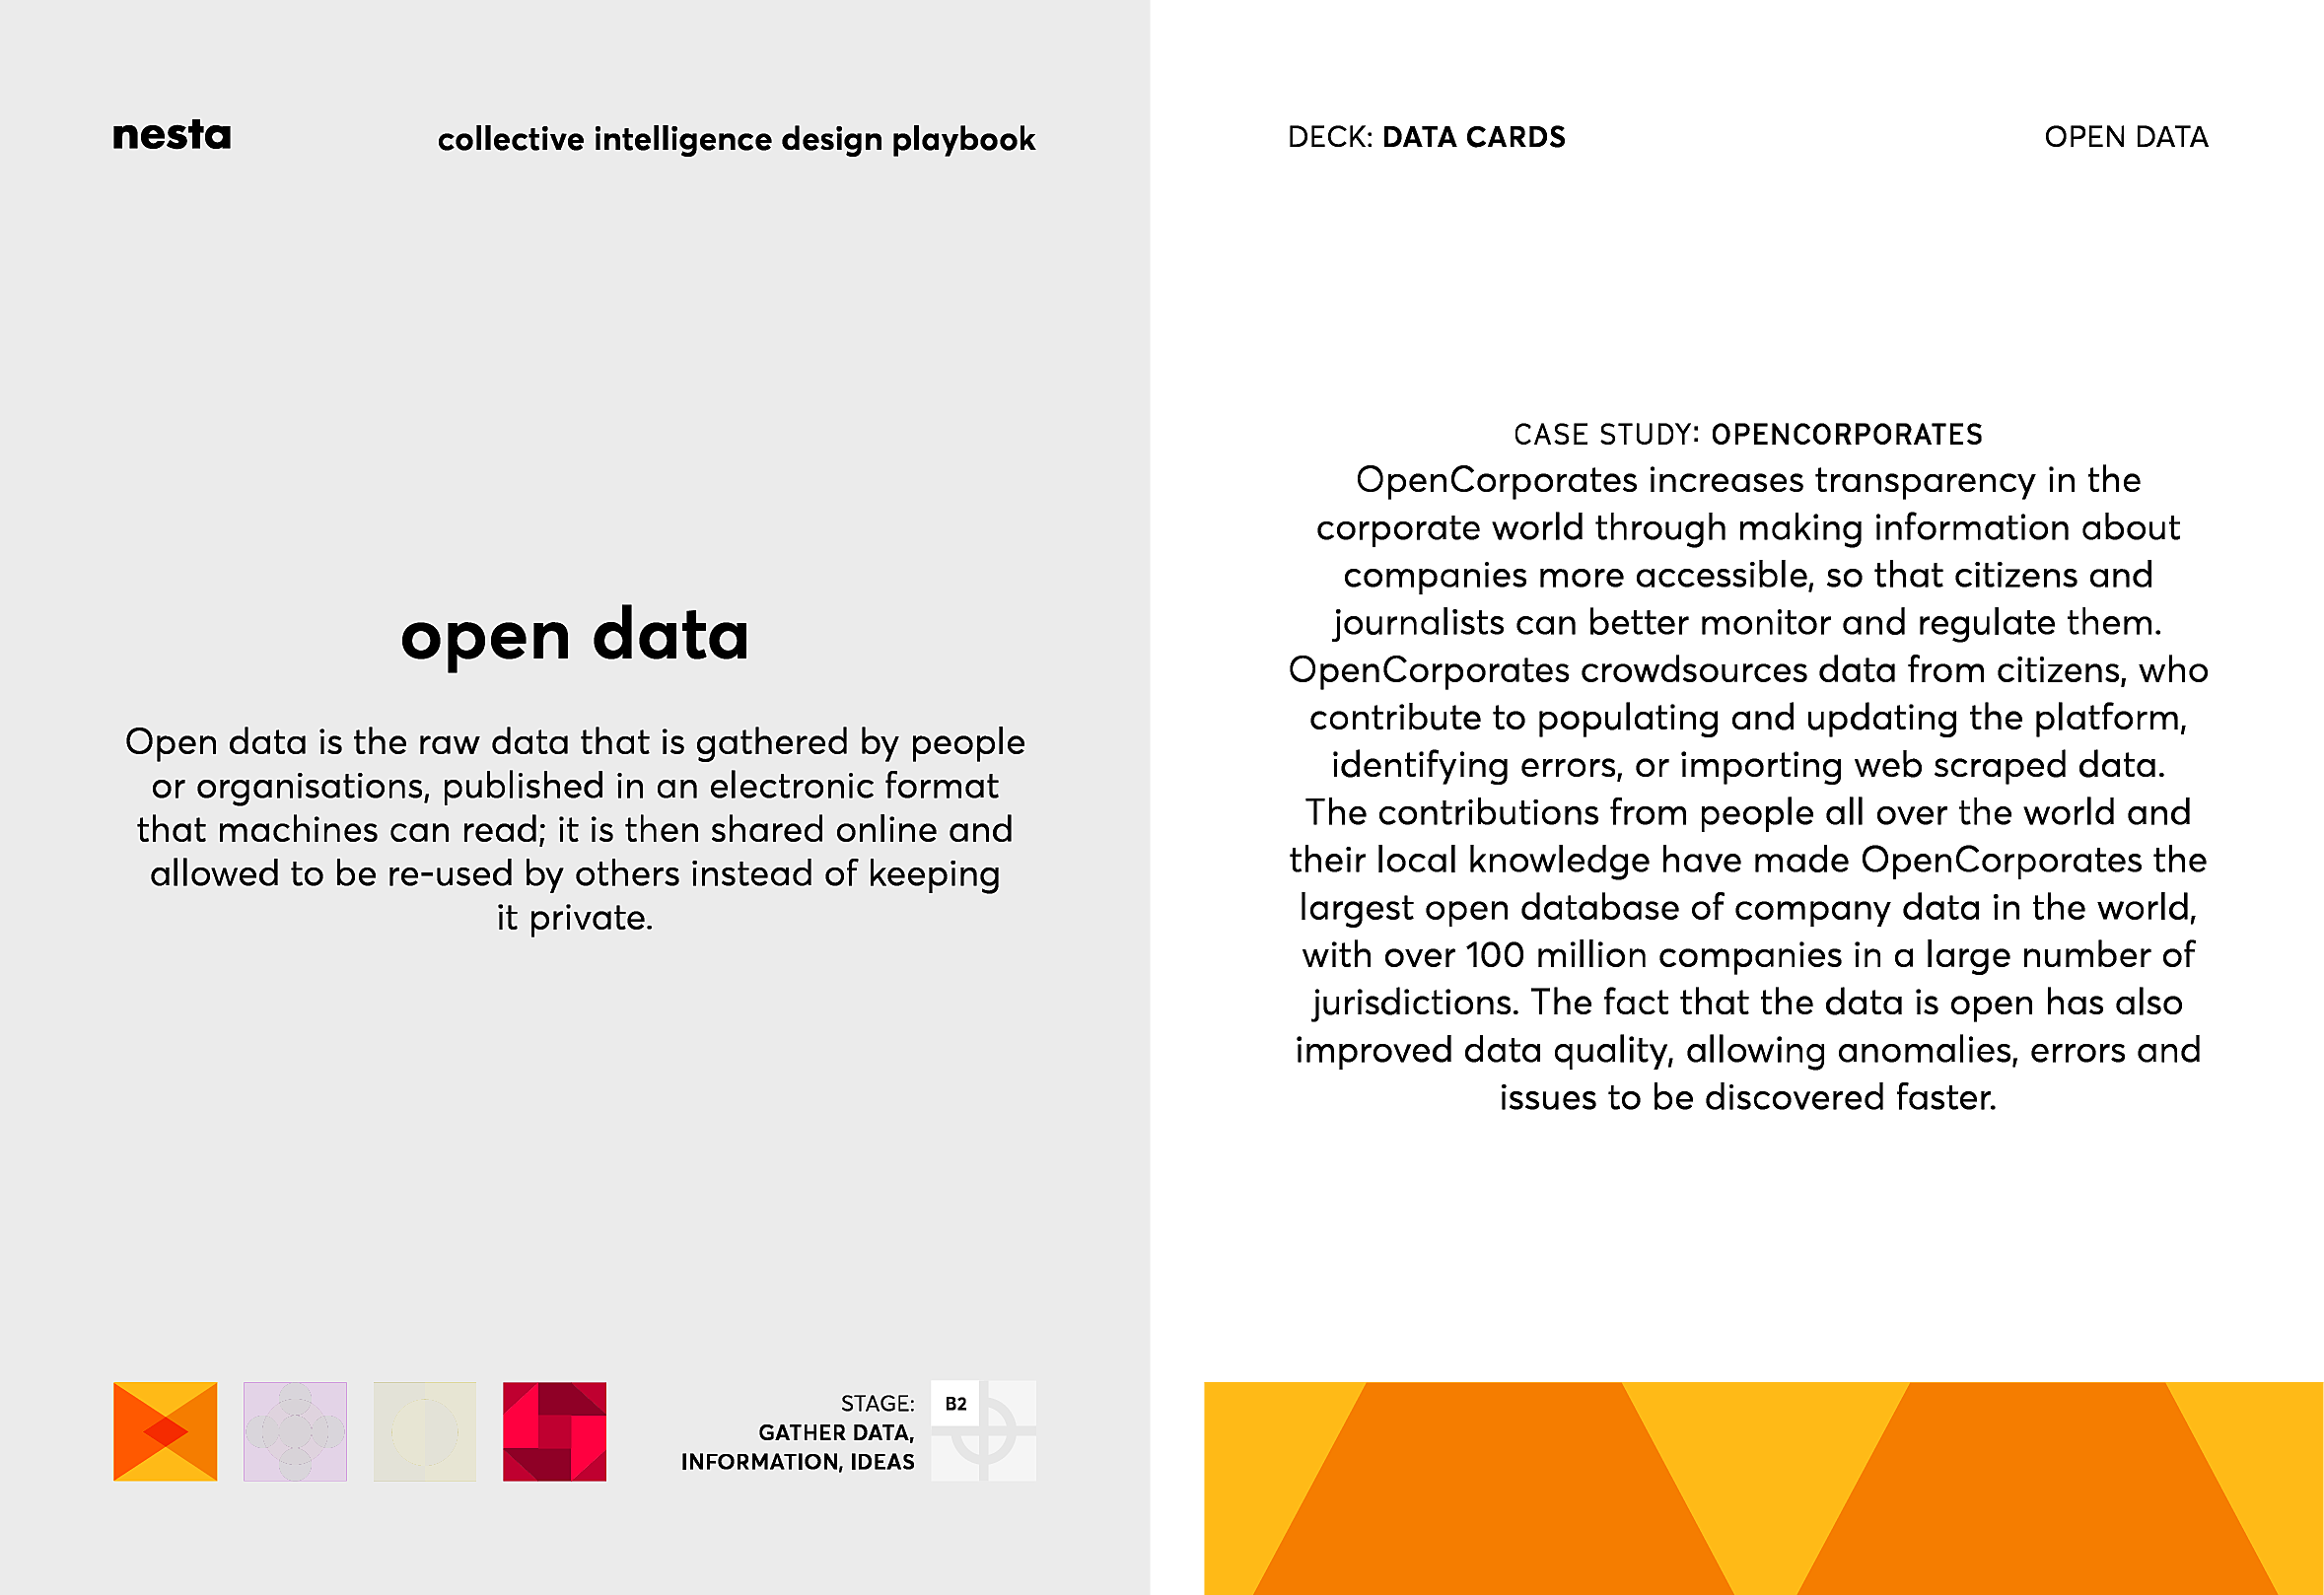 nesta
collective intelligence design playbook
open data
Open data is the raw data that is gathered by people
or organisations, published in an electronic format
that machines can read; it is then shared online and
allowed to be re-used by others instead of keeping
it private.
STAGE:
GATHER DATA,
INFORMATION, IDEAS
B2
DECK: DATA CARDS
OPEN DATA
CASE STUDY: OPENCORPORATES
OpenCorporates increases transparency in the
corporate world through making information about
companies more accessible, so that citizens and
journalists can better monitor and regulate them.
OpenCorporates crowdsources data from citizens, who
contribute to populating and updating the platform,
identifying errors, or importing web scraped data.
The contributions from people all over the world and
their local knowledge have made OpenCorporates the
largest open database of company data in the world,
with over 100 million companies in a large number of
jurisdictions. The fact that the data is open has also
improved data quality, allowing anomalies, errors and
issues to be discovered faster.